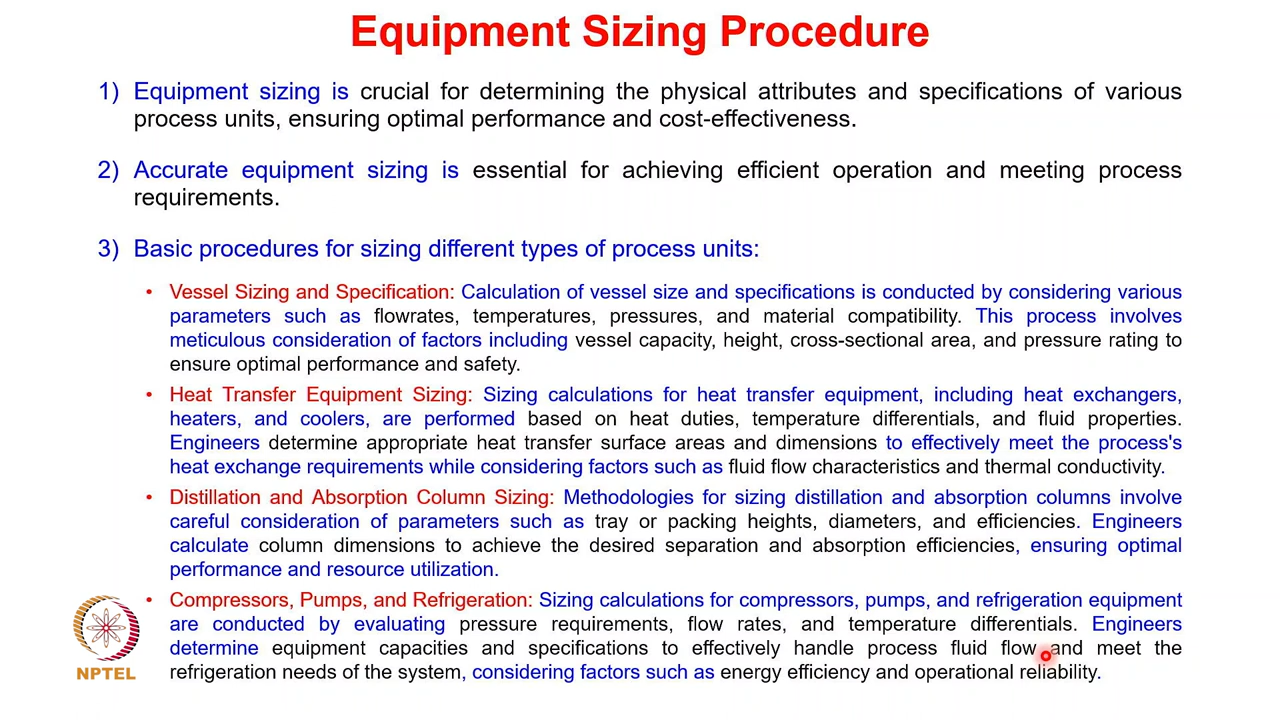 Equipment Sizing Procedure
1) Equipment sizing is crucial for determining the physical attributes and specifications of various
process units, ensuring optimal performance and cost-effectiveness.
2) Accurate equipment sizing is essential for achieving efficient operation and meeting process
requirements.
3) Basic procedures for sizing different types of process units:
• Vessel Sizing and Specification: Calculation of vessel size and specifications is conducted by considering various
parameters such as flowrates, temperatures, pressures, and material compatibility. This process involves
meticulous consideration of factors including vessel capacity, height, cross-sectional area, and pressure rating to
ensure optimal performance and safety.
• Heat Transfer Equipment Sizing: Sizing calculations for heat transfer equipment, including heat exchangers,
heaters, and coolers, are performed based on heat duties, temperature differentials, and fluid properties.
Engineers determine appropriate heat transfer surface areas and dimensions to effectively meet the process's
heat exchange requirements while considering factors such as fluid flow characteristics and thermal conductivity.
• Distillation and Absorption Column Sizing: Methodologies for sizing distillation and absorption columns involve
careful consideration of parameters such as tray or packing heights, diameters, and efficiencies. Engineers
calculate column dimensions to achieve the desired separation and absorption efficiencies, ensuring optimal
performance and resource utilization.
• Compressors, Pumps, and Refrigeration: Sizing calculations for compressors, pumps, and refrigeration equipment
are conducted by evaluating pressure requirements, flow rates, and temperature differentials. Engineers
determine equipment capacities and specifications to effectively handle process fluid flow and meet the
refrigeration needs of the system, considering factors such as energy efficiency and operational reliability.
NPTEL